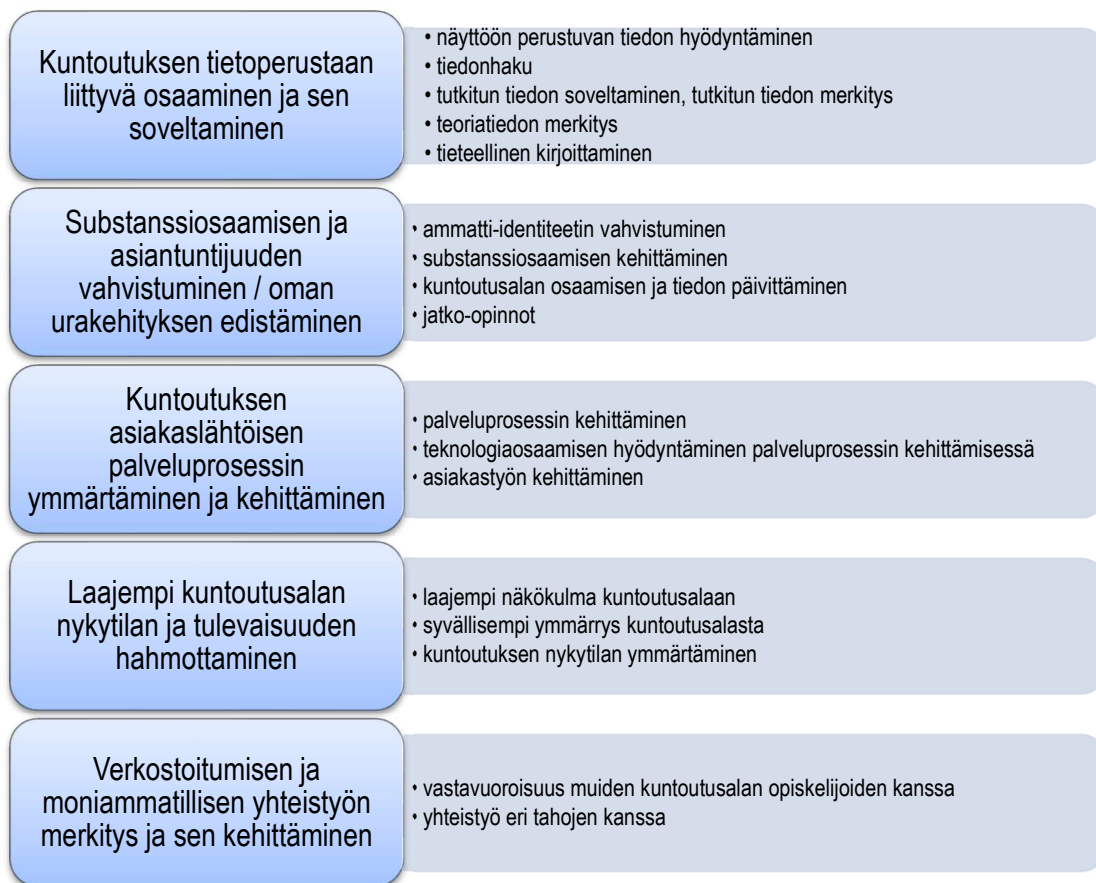 Kuntoutuksen tietoperustaan
liittyvä osaaminen ja sen
soveltaminen
• näyttöön perustuvan tiedon hyödyntäminen
• tiedonhaku
• tutkitun tiedon soveltaminen, tutkitun tiedon merkitys
• teoriatiedon merkitys
• tieteellinen kirjoittaminen
Substanssiosaamisen ja
asiantuntijuuden
vahvistuminen / oman
urakehityksen edistäminen
• ammatti-identiteetin vahvistuminen
• substanssiosaamisen kehittäminen
• kuntoutusalan osaamisen ja tiedon päivittäminen
• jatko-opinnot
Kuntoutuksen
asiakaslähtöisen
palveluprosessin
ymmärtäminen ja kehittäminen
• palveluprosessin kehittäminen
• teknologiaosaamisen hyödyntäminen palveluprosessin kehittämisessä
• asiakastyön kehittäminen
Laajempi kuntoutusalan
nykytilan ja tulevaisuuden
hahmottaminen
• laajempi näkökulma kuntoutusalaan
• syvällisempi ymmärrys kuntoutusalasta
• kuntoutuksen nykytilan ymmärtäminen
Verkostoitumisen ja
moniammatillisen yhteistyön
merkitys ja sen kehittäminen
• vastavuoroisuus muiden kuntoutusalan opiskelijoiden kanssa
• yhteistyö eri tahojen kanssa